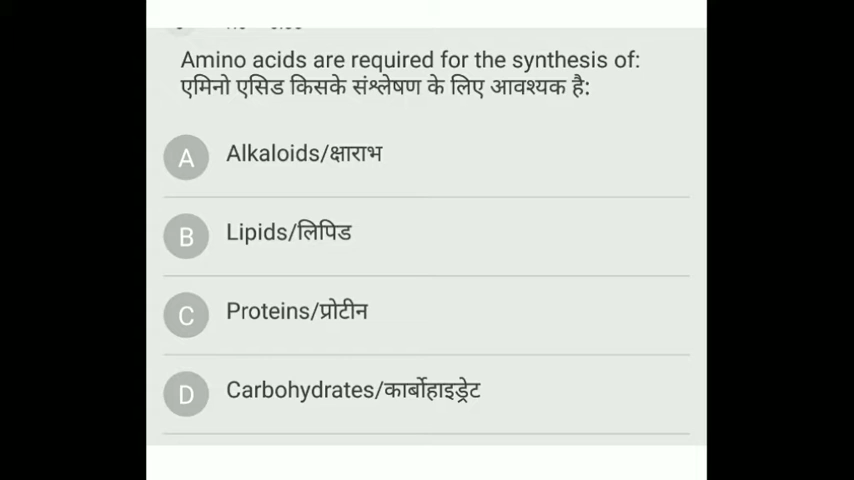 Amino acids are required for the synthesis of:
एमिनो एसिड किसके संश्लेषण के लिए आवश्यक है:
A Alkaloids/क्षाराभ
B Lipids/लिपिड
C Proteins/प्रोटीन
D Carbohydrates/कार्बोहाइड्रेट